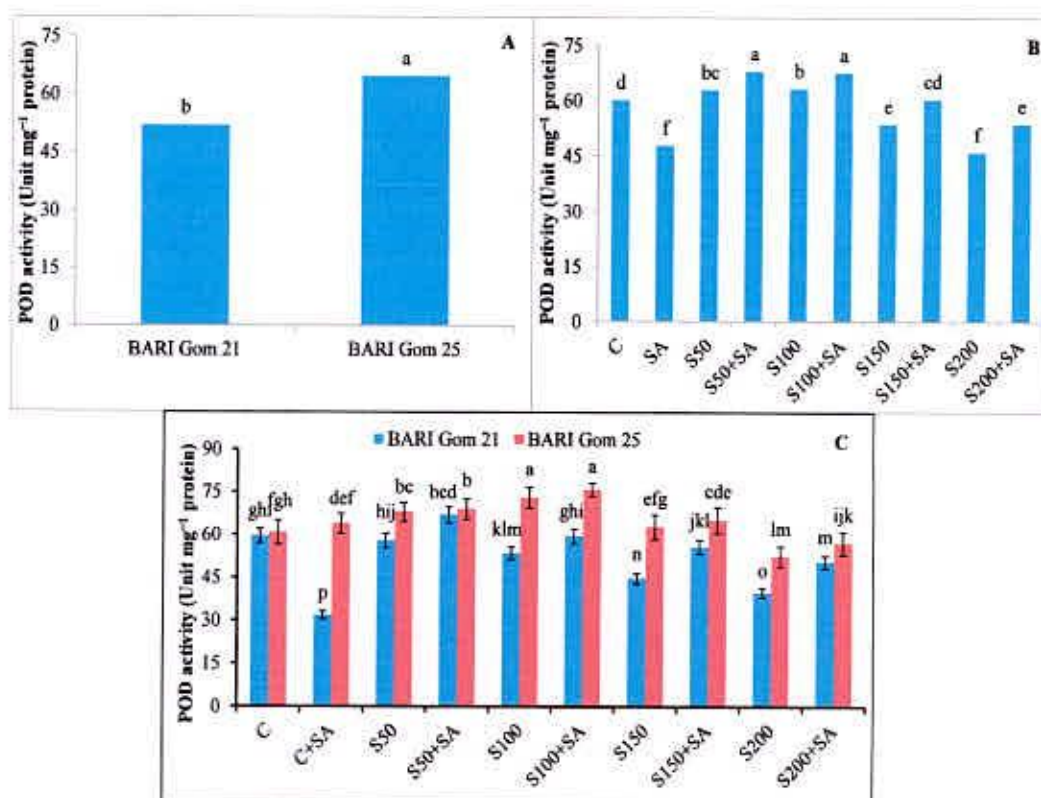 A
POD activity (Unit mg⁻¹ protein)
75
60
45
30
15
0
b
a
BARI Gom 21
BARI Gom 25
B
POD activity (Unit mg⁻¹ protein)
75
60
45
30
15
0
d
f
bc
a
b
a
e
cd
f
e
C
SA
S50
S50+SA
S100
S100+SA
S150
S150+SA
S200
S200+SA
BARI Gom 21 BARI Gom 25
C
POD activity (Unit mg⁻¹ protein)
90
75
60
45
30
15
0
ghi fgh
p def
hij bc
bcd b
klm a
ghi a
n efg
jkl cde
o lm
m ijk
C
C+SA
S50
S50+SA
S100
S100+SA
S150
S150+SA
S200
S200+SA